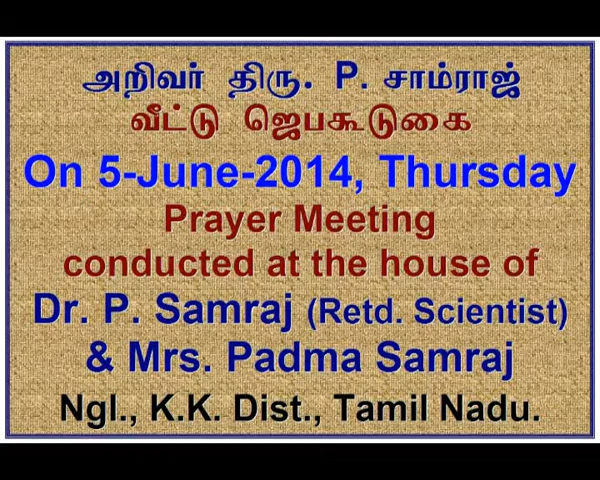 அறிவர் திரு. P. சாம்ராஜ்
வீட்டு ஜெபகூடுகை
On 5-June-2014, Thursday
Prayer Meeting
conducted at the house of
Dr. P. Samraj (Retd. Scientist)
& Mrs. Padma Samraj
Ngl., K.K. Dist., Tamil Nadu.